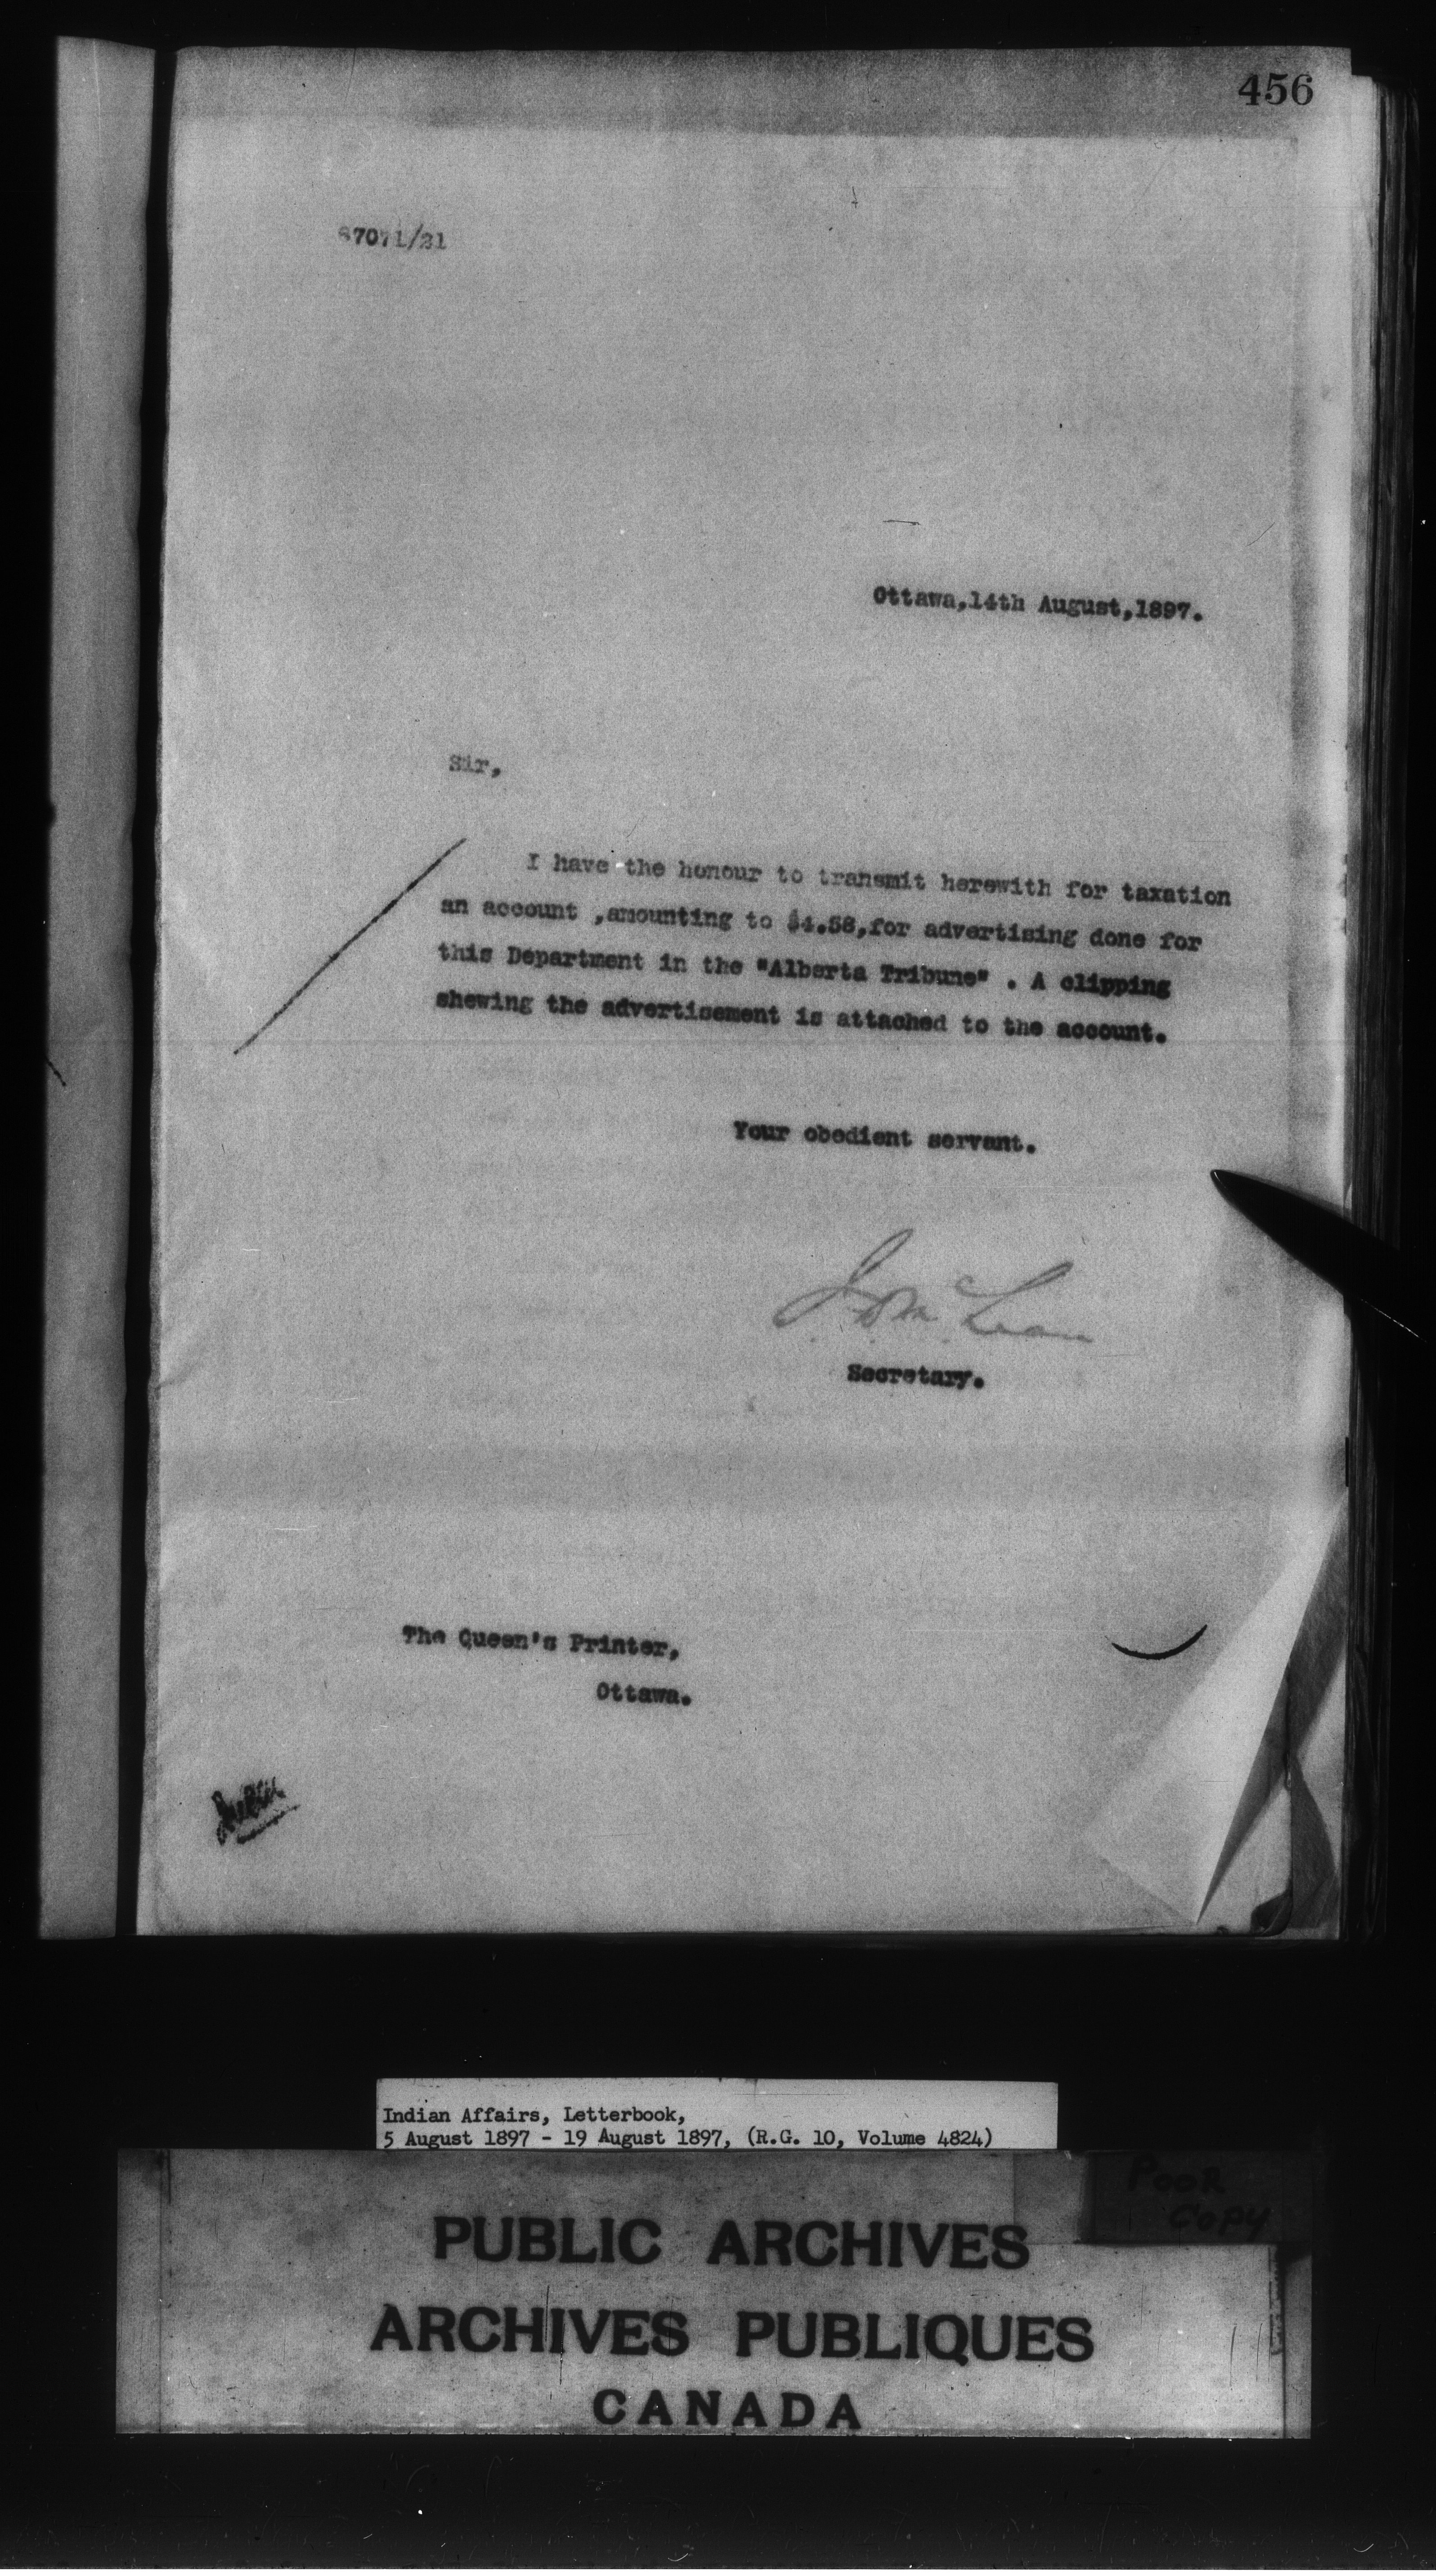 456
87071/21
Ottawa,14th August,1897.
Sir,
I have the honour to transmit herewith for taxation
an account ,amounting to $4.58,for advertising done for
this Department in the "Alberta Tribune" . A clipping
shewing the advertisement is attached to the account.
Your obedient servant.
J. D. McLean
Secretary.
The Queen's Printer,
Ottawa.
Indian Affairs, Letterbook,
5 August 1897 - 19 August 1897, (R.G. 10, Volume 4824)
POOR
COPY
PUBLIC ARCHIVES
ARCHIVES PUBLIQUES
CANADA